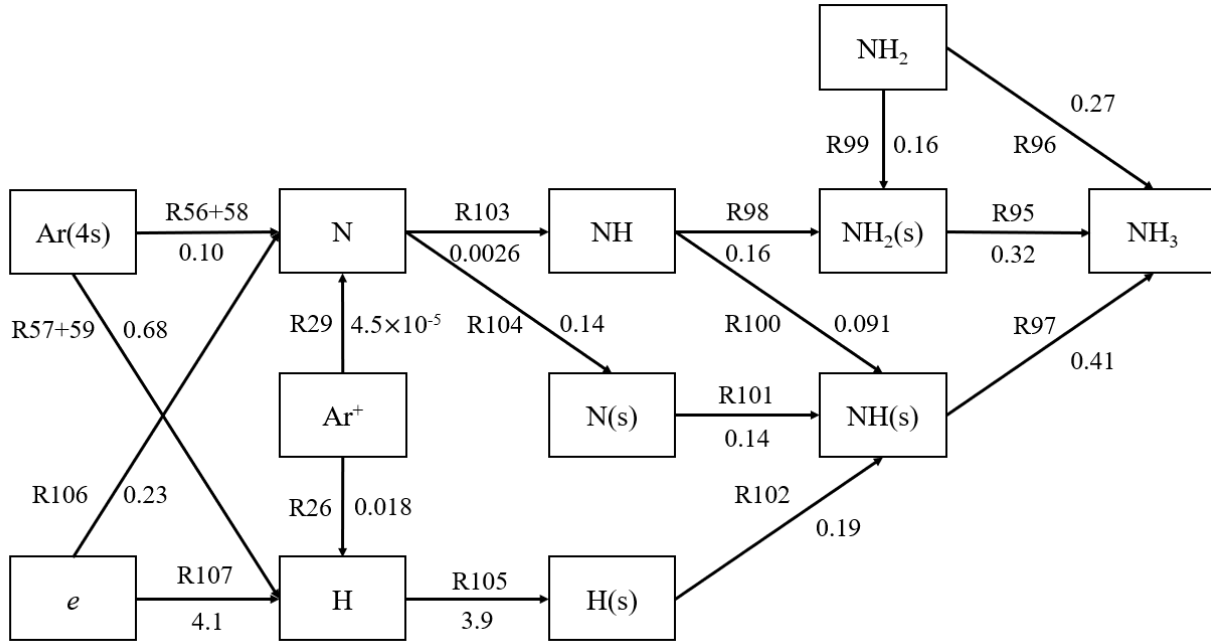 NH₂
0.27
R99 0.16 R96
Ar(4s)
R56+58
0.10
N
R103
0.0026
NH
R98
0.16
NH₂(s)
R95
0.32
NH₃
R57+59 0.68
R29 4.5×10⁻⁵
R104 0.14
R100 0.091
R97
0.41
Ar⁺
N(s)
R101
0.14
NH(s)
R106 0.23
R26 0.018
R102
0.19
e
R107
4.1
H
R105
3.9
H(s)